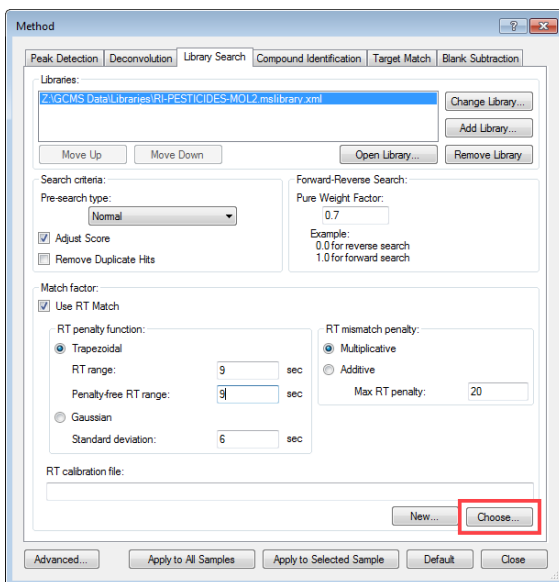 Method
Peak Detection Deconvolution Library Search Compound Identification Target Match Blank Subtraction
Libraries:
Z:\GCMS Data\Libraries\RI-PESTICIDES-MOL2.mslibrary.xml
Change Library...
Add Library...
Move Up Move Down Open Library... Remove Library
Search criteria: Forward-Reverse Search:
Pre-search type: Pure Weight Factor:
Normal 0.7
Adjust Score Example:
0.0 for reverse search
Remove Duplicate Hits 1.0 for forward search
Match factor:
Use RT Match
RT penalty function: RT mismatch penalty:
Trapezoidal Multiplicative
RT range: 9 sec Additive
Penalty-free RT range: 9 sec Max RT penalty: 20
Gaussian
Standard deviation: 6 sec
RT calibration file:
New... Choose...
Advanced... Apply to All Samples Apply to Selected Sample Default Close